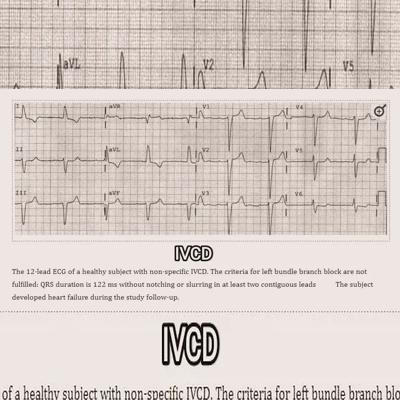 aVL V2 V5
I aVR V1 V4
II aVL V2 V5
III aVF V3 V6
IVCD
The 12-lead ECG of a healthy subject with non-specific IVCD. The criteria for left bundle branch block are not
fulfilled: QRS duration is 122 ms without notching or slurring in at least two contiguous leads The subject
developed heart failure during the study follow-up.
IVCD
of a healthy subject with non-specific IVCD. The criteria for left bundle branch blo